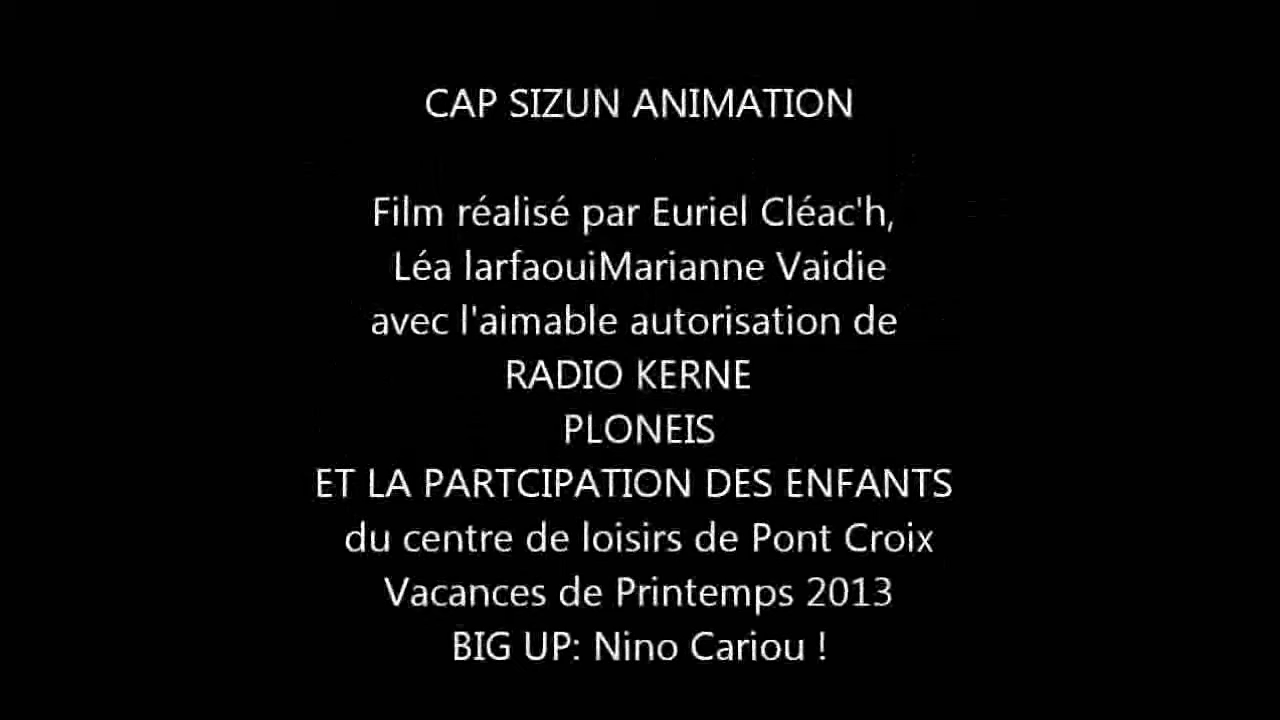 CAP SIZUN ANIMATION
Film réalisé par Euriel Cléac'h,
Léa larfaouiMarianne Vaidie
avec l'aimable autorisation de
RADIO KERNE
PLONEIS
ET LA PARTCIPATION DES ENFANTS
du centre de loisirs de Pont Croix
Vacances de Printemps 2013
BIG UP: Nino Cariou !